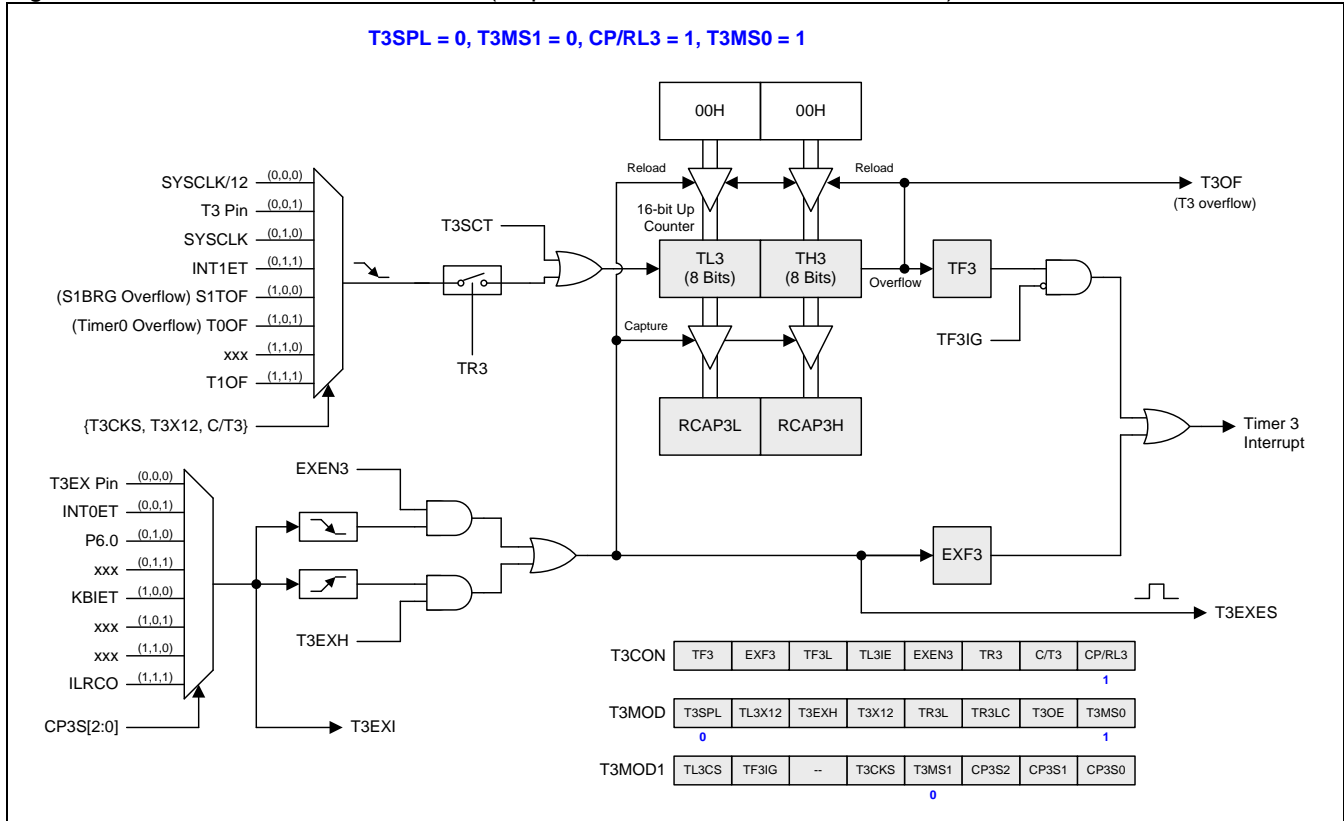 T3SPL = 0, T3MS1 = 0, CP/RL3 = 1, T3MS0 = 1
00H
00H
Reload
Reload
SYSCLK/12 (0,0,0)
T3 Pin (0,0,1)
SYSCLK (0,1,0)
INT1ET (0,1,1)
(S1BRG Overflow) S1TOF (1,0,0)
(Timer0 Overflow) T0OF (1,0,1)
xxx (1,1,0)
T1OF (1,1,1)
{T3CKS, T3X12, C/T3}
TR3
T3SCT
16-bit Up
Counter
TL3
(8 Bits)
TH3
(8 Bits)
Overflow
TF3
T3OF
(T3 overflow)
TF3IG
Capture
RCAP3L
RCAP3H
Timer 3
Interrupt
T3EX Pin (0,0,0)
INT0ET (0,0,1)
P6.0 (0,1,0)
xxx (0,1,1)
KBIET (1,0,0)
xxx (1,0,1)
xxx (1,1,0)
ILRCO (1,1,1)
CP3S[2:0]
EXEN3
T3EXH
T3EXI
EXF3
T3EXES
T3CON TF3 EXF3 TF3L TL3IE EXEN3 TR3 C/T3 CP/RL3
1
T3MOD T3SPL TL3X12 T3EXH T3X12 TR3L TR3LC T3OE T3MS0
0 1
T3MOD1 TL3CS TF3IG -- T3CKS T3MS1 CP3S2 CP3S1 CP3S0
0